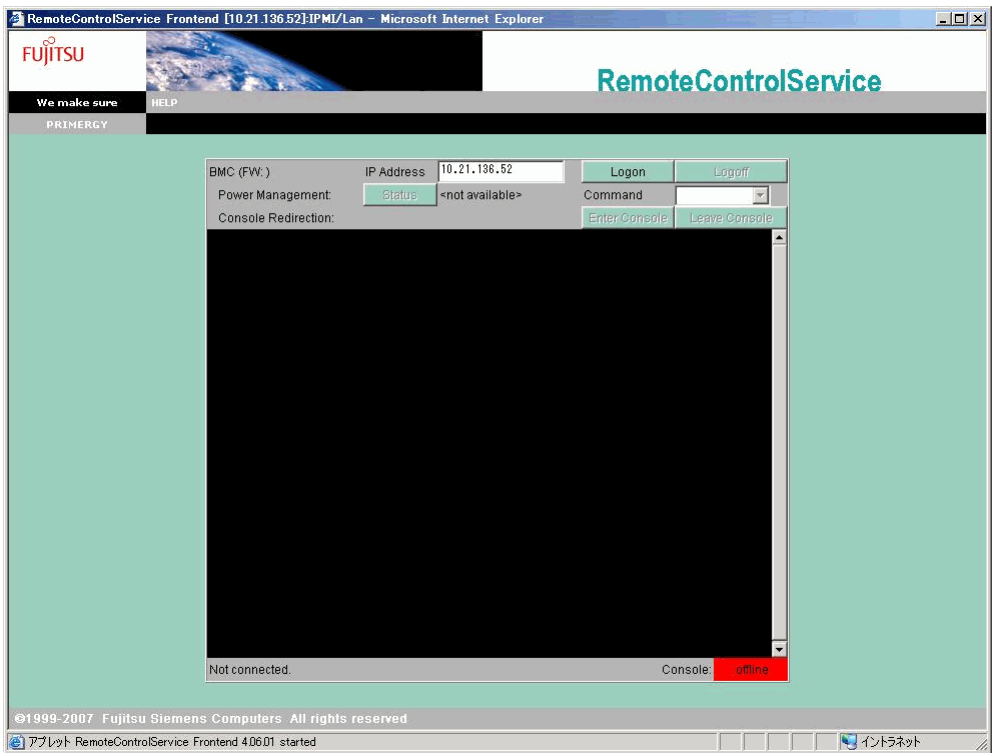 RemoteControlService Frontend [10.21.136.52]:IPMI/Lan - Microsoft Internet Explorer
FUJITSU
RemoteControlService
We make sure
HELP
PRIMERGY
BMC (FW: )
IP Address
10.21.136.52
Logon
Logoff
Power Management:
Status
<not available>
Command
Console Redirection:
Enter Console
Leave Console
Not connected.
Console:
offline
©1999-2007 Fujitsu Siemens Computers All rights reserved
アプレット RemoteControlService Frontend 4.06.01 started
イントラネット